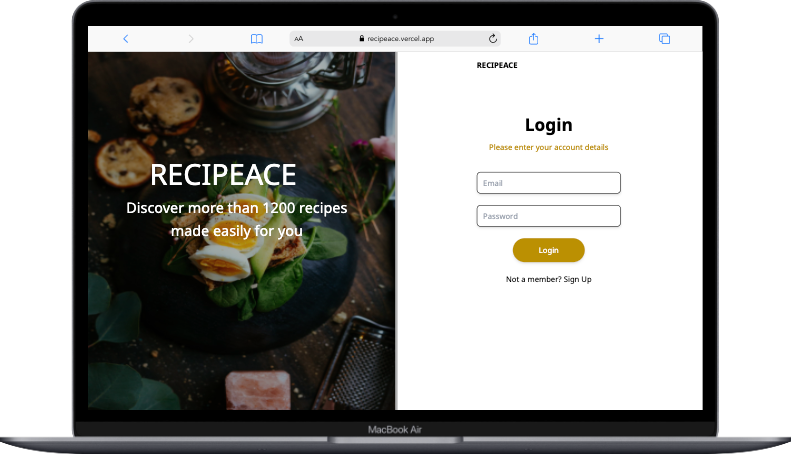 AA
recipeace.vercel.app
RECIPEACE
Discover more than 1200 recipes
made easily for you
RECIPEACE
Login
Please enter your account details
Email
Password
Login
Not a member? Sign Up
MacBook Air